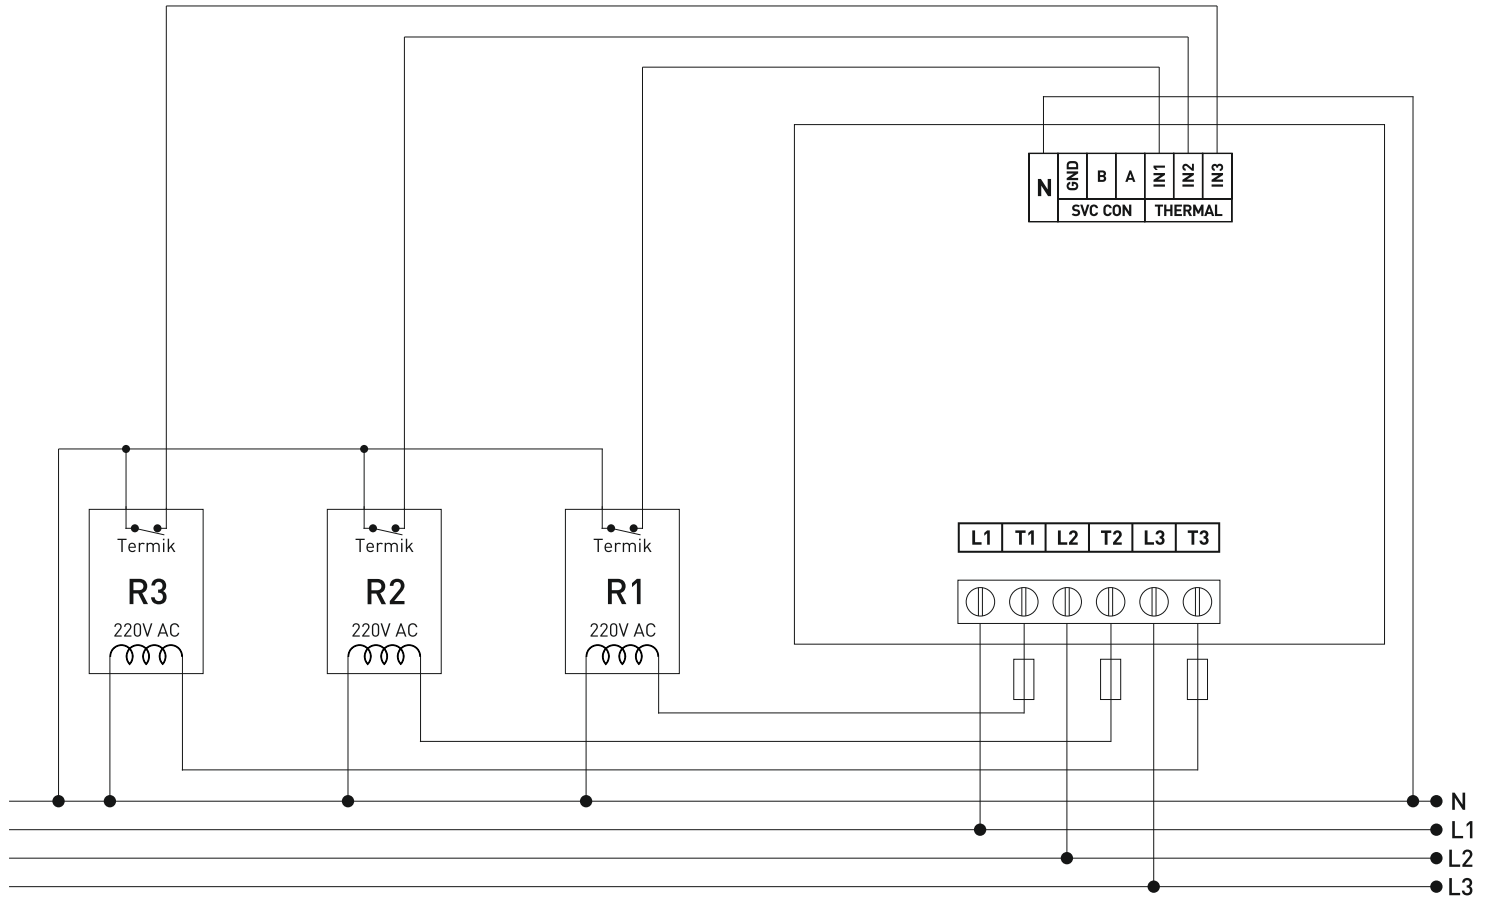 N GND B A IN1 IN2 IN3
SVC CON THERMAL
L1 T1 L2 T2 L3 T3
Termik Termik Termik
R3 R2 R1
220V AC 220V AC 220V AC
N
L1
L2
L3